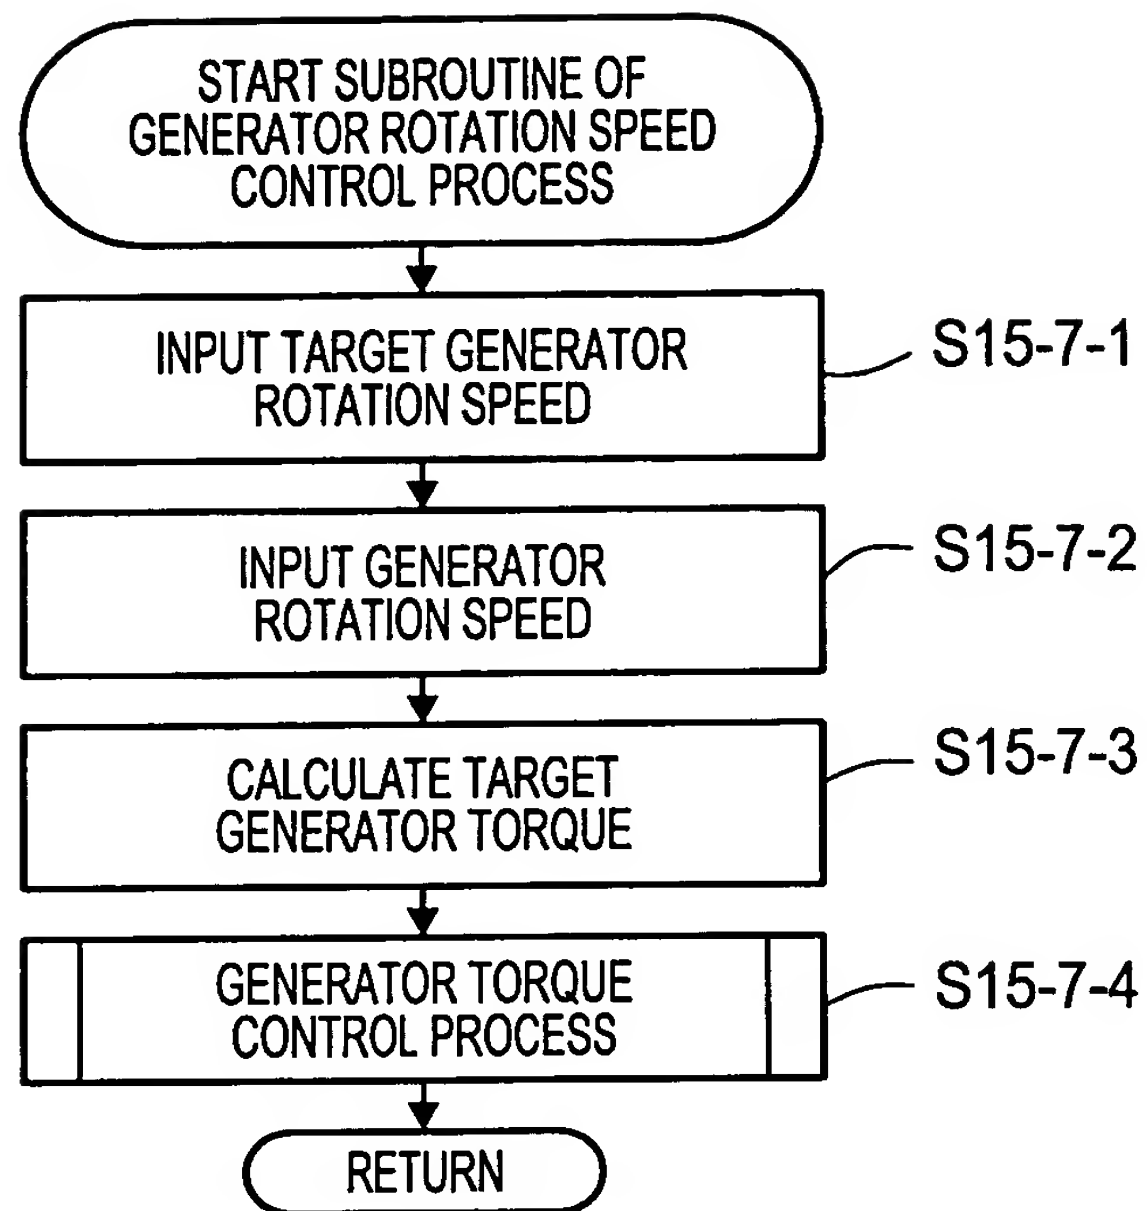 START SUBROUTINE OF
GENERATOR ROTATION SPEED
CONTROL PROCESS
INPUT TARGET GENERATOR
ROTATION SPEED
S15-7-1
INPUT GENERATOR
ROTATION SPEED
S15-7-2
CALCULATE TARGET
GENERATOR TORQUE
S15-7-3
GENERATOR TORQUE
CONTROL PROCESS
S15-7-4
RETURN